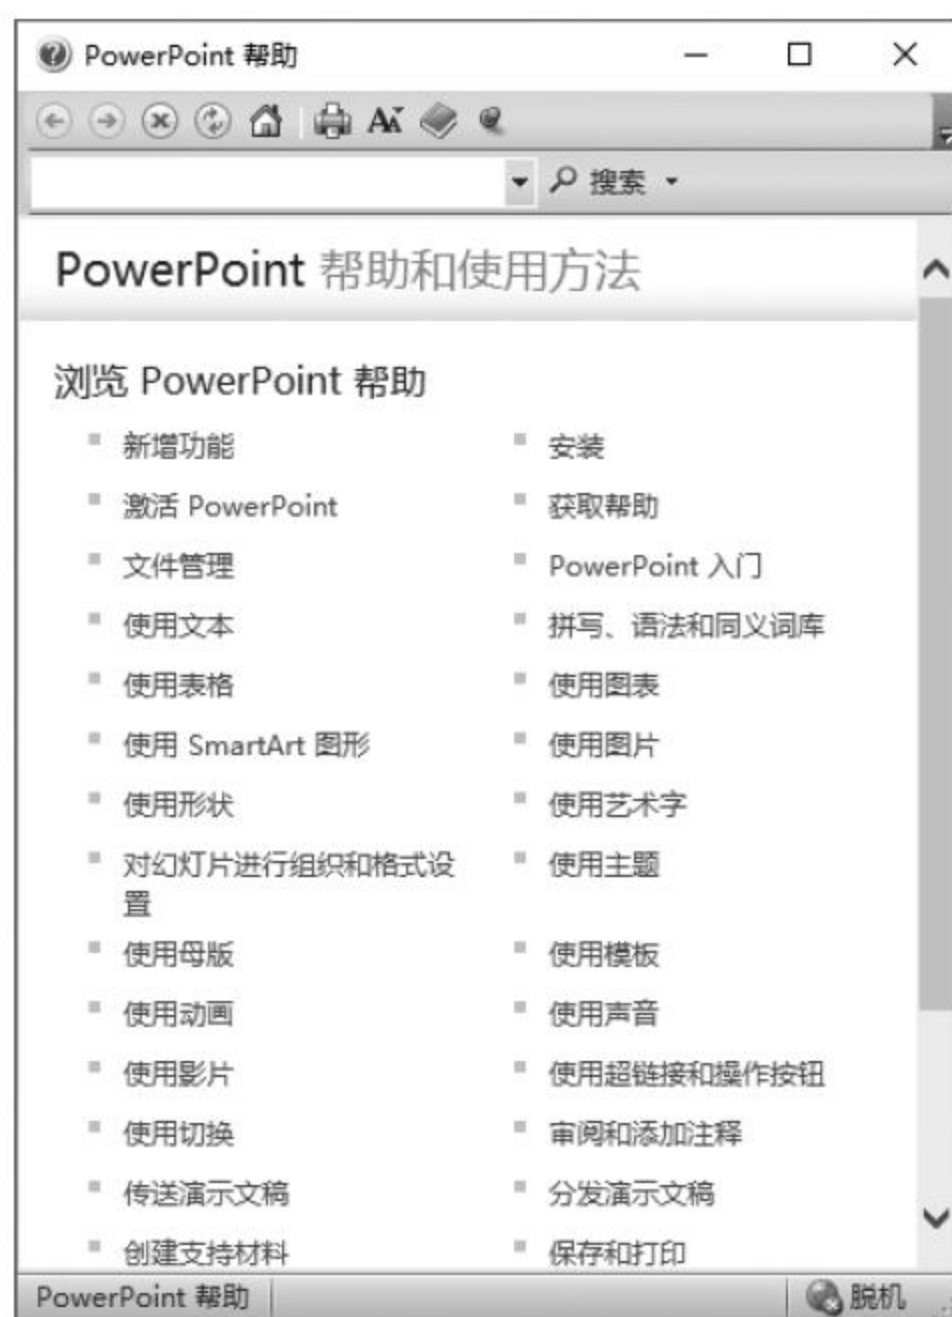 PowerPoint 帮助
搜索
PowerPoint 帮助和使用方法
浏览 PowerPoint 帮助
新增功能
安装
激活 PowerPoint
获取帮助
文件管理
PowerPoint 入门
使用文本
拼写、语法和同义词库
使用表格
使用图表
使用 SmartArt 图形
使用图片
使用形状
使用艺术字
对幻灯片进行组织和格式设
置
使用主题
使用母版
使用模板
使用动画
使用声音
使用影片
使用超链接和操作按钮
使用切换
审阅和添加注释
传送演示文稿
分发演示文稿
创建支持材料
保存和打印
PowerPoint 帮助
脱机